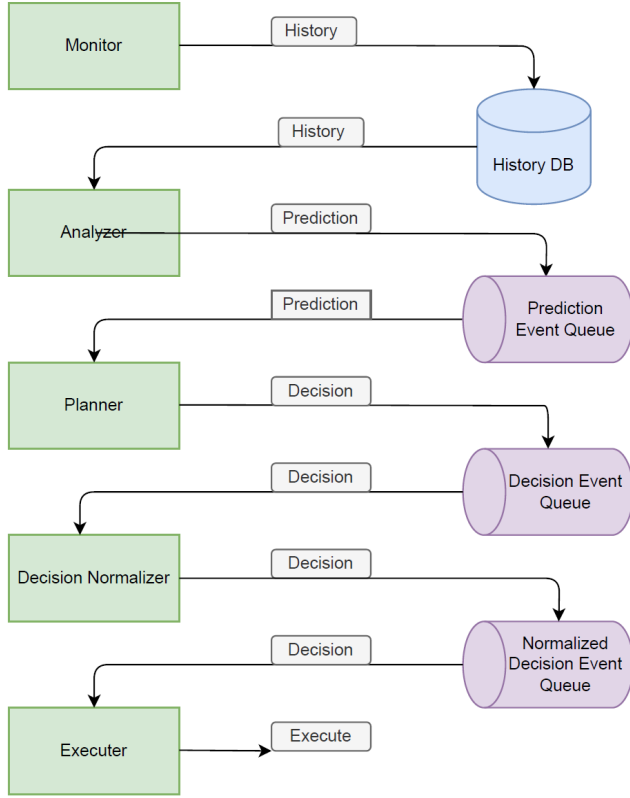 History
Monitor
History
History DB
Prediction
Analyzer
Prediction
Prediction
Event Queue
Decision
Planner
Decision
Decision Event
Queue
Decision
Decision Normalizer
Decision
Normalized
Decision Event
Queue
Execute
Executer